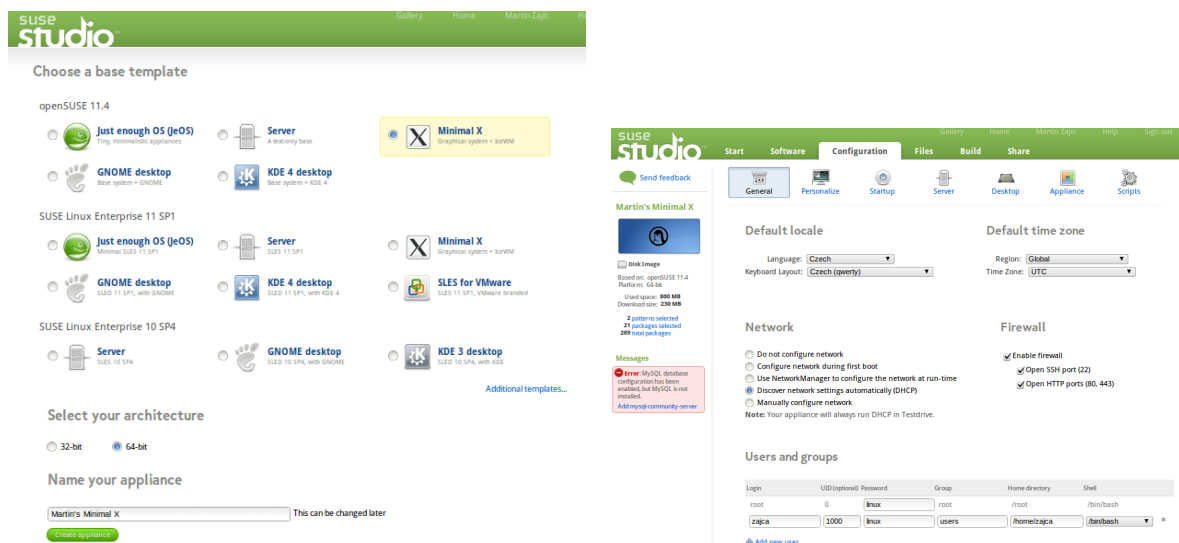 suse
studio
Gallery Home Martin Zajic
Choose a base template
openSUSE 11.4
Just enough OS (JeOS)
Tiny, minimalistic appliances
Server
A text-only base
Minimal X
Graphical system + IceWM
GNOME desktop
Base system + GNOME
KDE 4 desktop
Base system + KDE 4
SUSE Linux Enterprise 11 SP1
Just enough OS (JeOS)
Minimal SLES 11 SP1
Server
SLES 11 SP1
Minimal X
Graphical system + IceWM
GNOME desktop
SLED 11 SP1, with GNOME
KDE 4 desktop
SLED 11 SP1, with KDE 4
SLES for VMware
SLES 11 SP1, VMware branded
SUSE Linux Enterprise 10 SP4
Server
SLES 10 SP4
GNOME desktop
SLED 10 SP4, with GNOME
KDE 3 desktop
SLED 10 SP4, with KDE
Additional templates...
Select your architecture
32-bit 64-bit
Name your appliance
Martin's Minimal X This can be changed later
Create appliance
suse
studio
Gallery Home Martin Zajic Help Sign out
Start Software Configuration Files Build Share
Send feedback
General Personalize Startup Server Desktop Appliance Scripts
Martin's Minimal X
Disk Image
Based on: openSUSE 11.4
Platform: 64-bit
Used space: 800 MB
Download size: 230 MB
2 patterns selected
21 packages selected
289 total packages
Messages
Error: MySQL database
configuration has been
enabled, but MySQL is not
installed.
Add mysql-community-server
Default locale
Language: Czech
Keyboard Layout: Czech (qwerty)
Default time zone
Region: Global
Time Zone: UTC
Network
Do not configure network
Configure network during first boot
Use NetworkManager to configure the network at run-time
Discover network settings automatically (DHCP)
Manually configure network
Note: Your appliance will always run DHCP in Testdrive.
Firewall
Enable firewall
Open SSH port (22)
Open HTTP ports (80, 443)
Users and groups
Login UID (optional) Password Group Home directory Shell
root 0 linux root /root /bin/bash
zajca 1000 linux users /home/zajca /bin/bash
Add new user